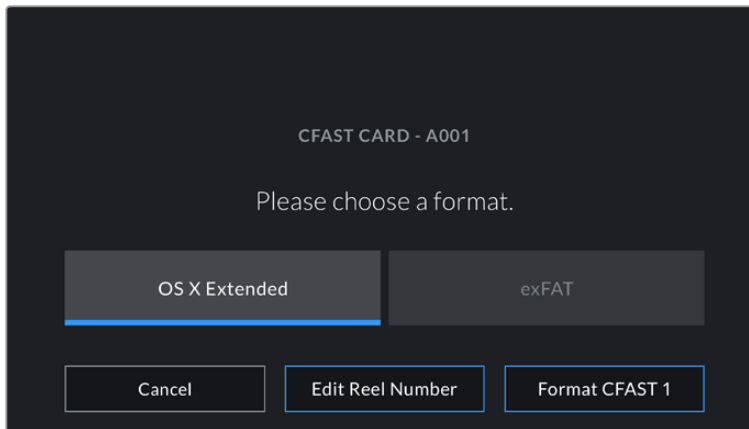 CFAST CARD - A001
Please choose a format.
OS X Extended exFAT
Cancel Edit Reel Number Format CFAST 1